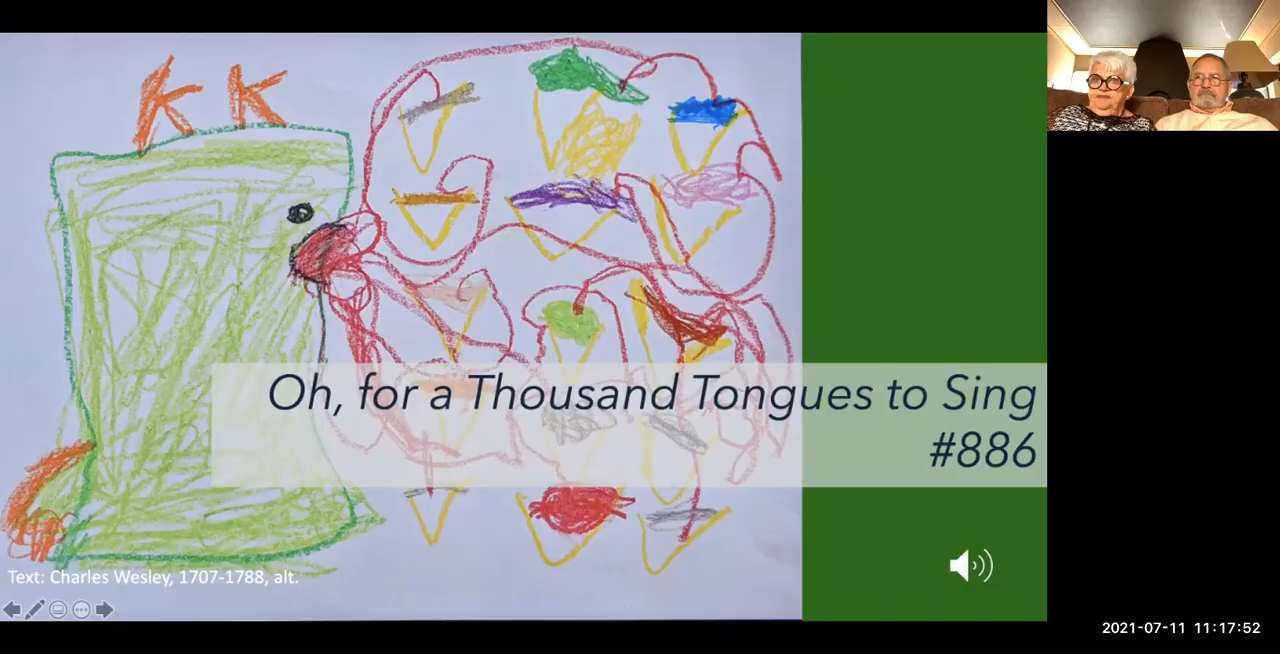 K K
Oh, for a Thousand Tongues to Sing
#886
Text: Charles Wesley, 1707-1788, alt.
2021-07-11 11:17:52